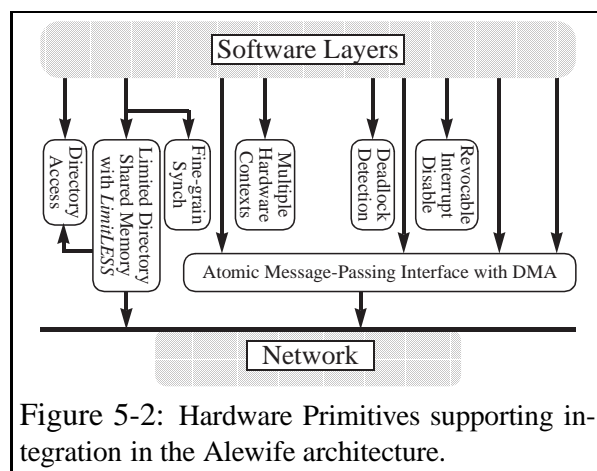 Software Layers
Directory
Access
Limited Directory
Shared Memory
with LimitLESS
Fine-grain
Synch
Multiple
Hardware
Contexts
Deadlock
Detection
Revocable
Interrupt
Disable
Atomic Message-Passing Interface with DMA
Network
Figure 5-2: Hardware Primitives supporting in-
tegration in the Alewife architecture.